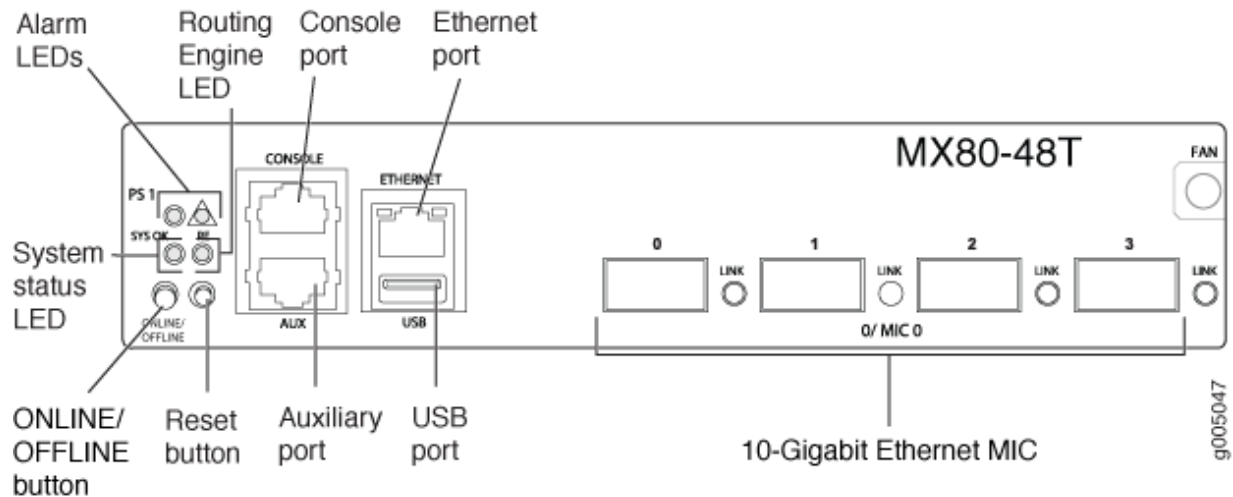 Alarm
LEDs
Routing
Engine
LED
Console
port
Ethernet
port
MX80-48T
FAN
CONSOLE
ETHERNET
PS 1
SYS OK
RE
System
status
LED
0
1
2
3
LINK
LINK
LINK
LINK
ONLINE/
OFFLINE
AUX
USB
0/ MIC 0
ONLINE/
OFFLINE
button
Reset
button
Auxiliary
port
USB
port
10-Gigabit Ethernet MIC
g005047